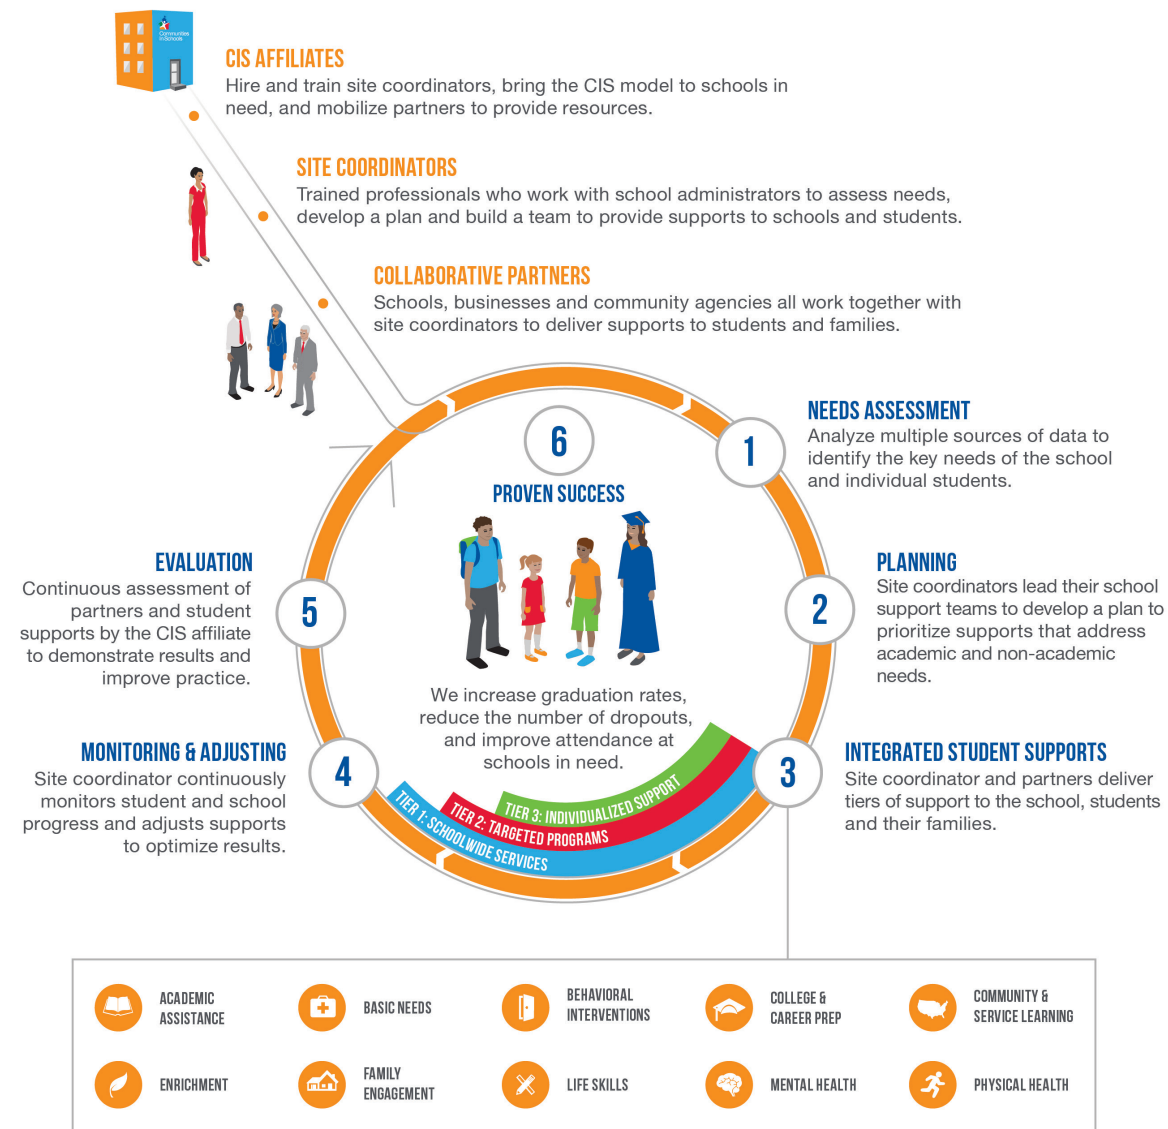 Communities
In Schools
CIS AFFILIATES
Hire and train site coordinators, bring the CIS model to schools in
need, and mobilize partners to provide resources.
SITE COORDINATORS
Trained professionals who work with school administrators to assess needs,
develop a plan and build a team to provide supports to schools and students.
COLLABORATIVE PARTNERS
Schools, businesses and community agencies all work together with
site coordinators to deliver supports to students and families.
1
NEEDS ASSESSMENT
Analyze multiple sources of data to
identify the key needs of the school
and individual students.
2
PLANNING
Site coordinators lead their school
support teams to develop a plan to
prioritize supports that address
academic and non-academic
needs.
3
INTEGRATED STUDENT SUPPORTS
Site coordinator and partners deliver
tiers of support to the school, students
and their families.
4
MONITORING & ADJUSTING
Site coordinator continuously
monitors student and school
progress and adjusts supports
to optimize results.
5
EVALUATION
Continuous assessment of
partners and student
supports by the CIS affiliate
to demonstrate results and
improve practice.
6
PROVEN SUCCESS
We increase graduation rates,
reduce the number of dropouts,
and improve attendance at
schools in need.
TIER 3: INDIVIDUALIZED SUPPORT
TIER 2: TARGETED PROGRAMS
TIER 1: SCHOOLWIDE SERVICES
ACADEMIC
ASSISTANCE
BASIC NEEDS
BEHAVIORAL
INTERVENTIONS
COLLEGE &
CAREER PREP
COMMUNITY &
SERVICE LEARNING
ENRICHMENT
FAMILY
ENGAGEMENT
LIFE SKILLS
MENTAL HEALTH
PHYSICAL HEALTH